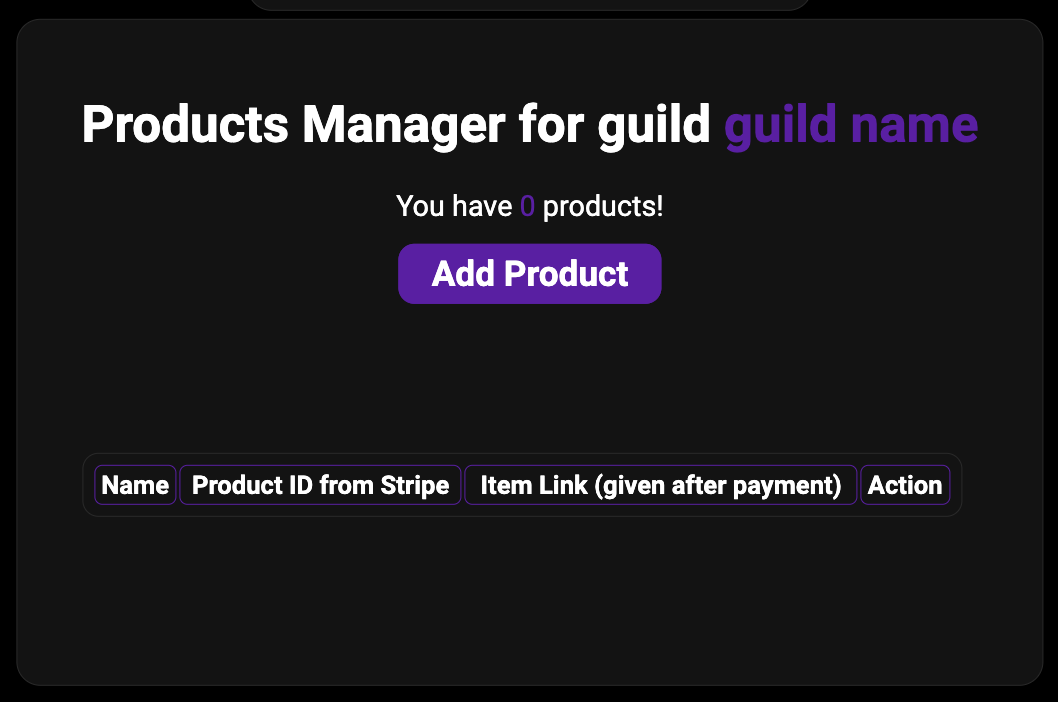 Products Manager for guild guild name
You have 0 products!
Add Product
Name Product ID from Stripe Item Link (given after payment) Action